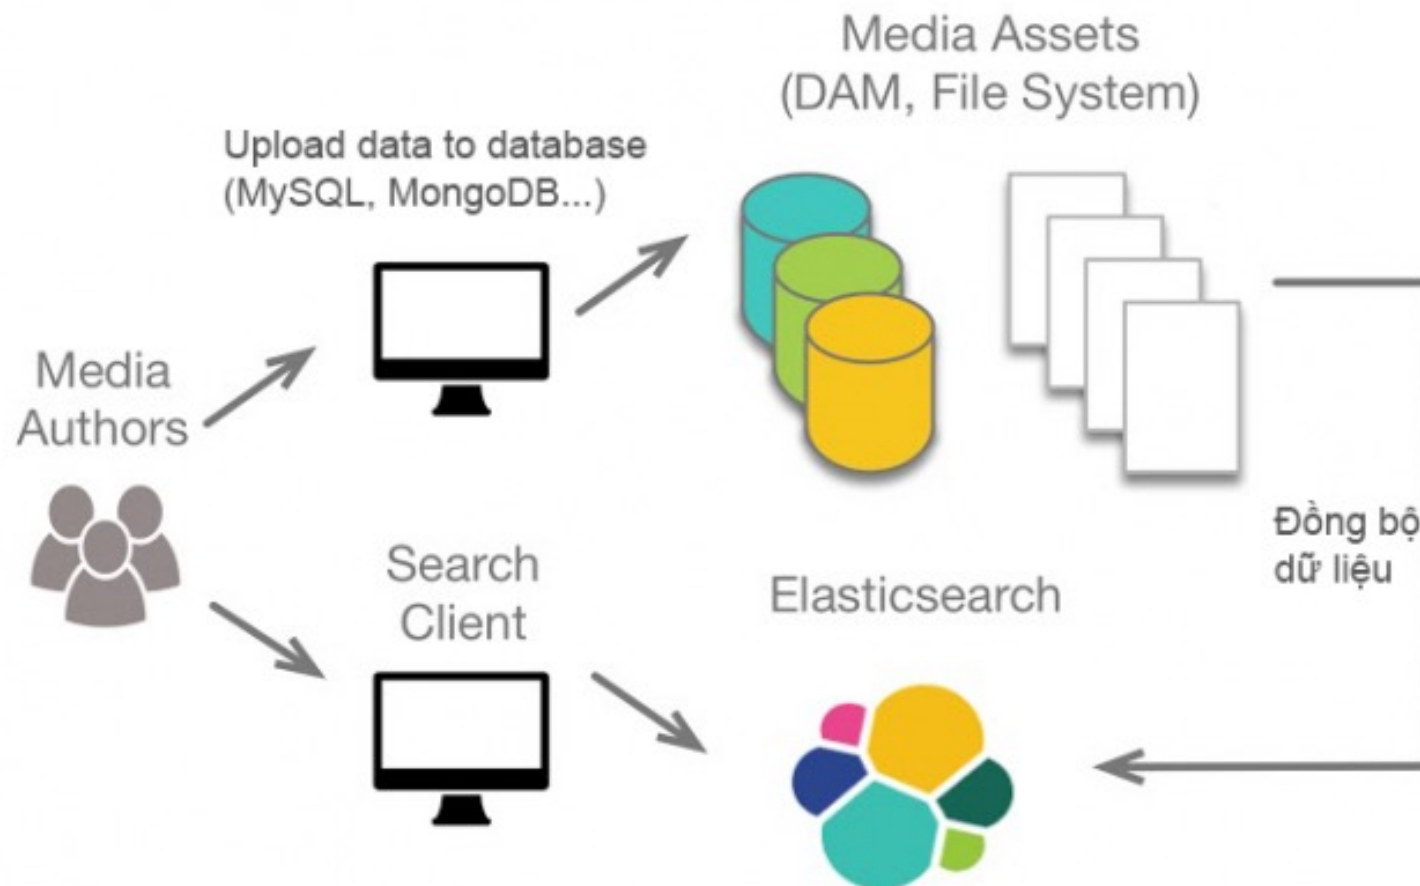 Media Assets
(DAM, File System)
Upload data to database
(MySQL, MongoDB...)
Media
Authors
Search
Client
Elasticsearch
Đồng bộ
dữ liệu